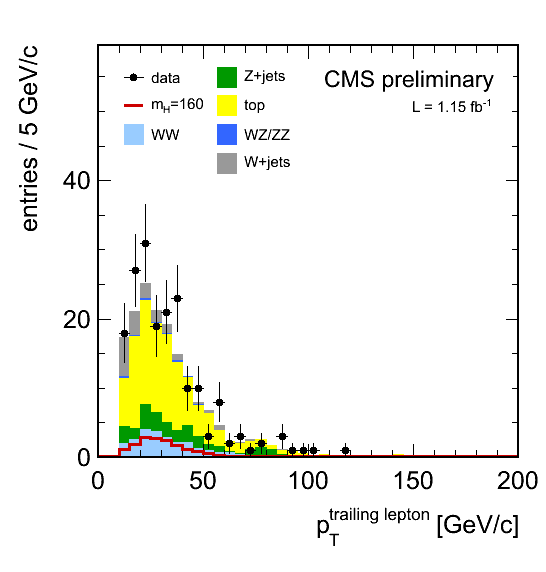 entries / 5 GeV/c
data
m_H=160
WW
Z+jets
top
WZ/ZZ
W+jets
CMS preliminary
L = 1.15 fb⁻¹
40
20
0
0 50 100 150 200
p_T^trailing lepton [GeV/c]